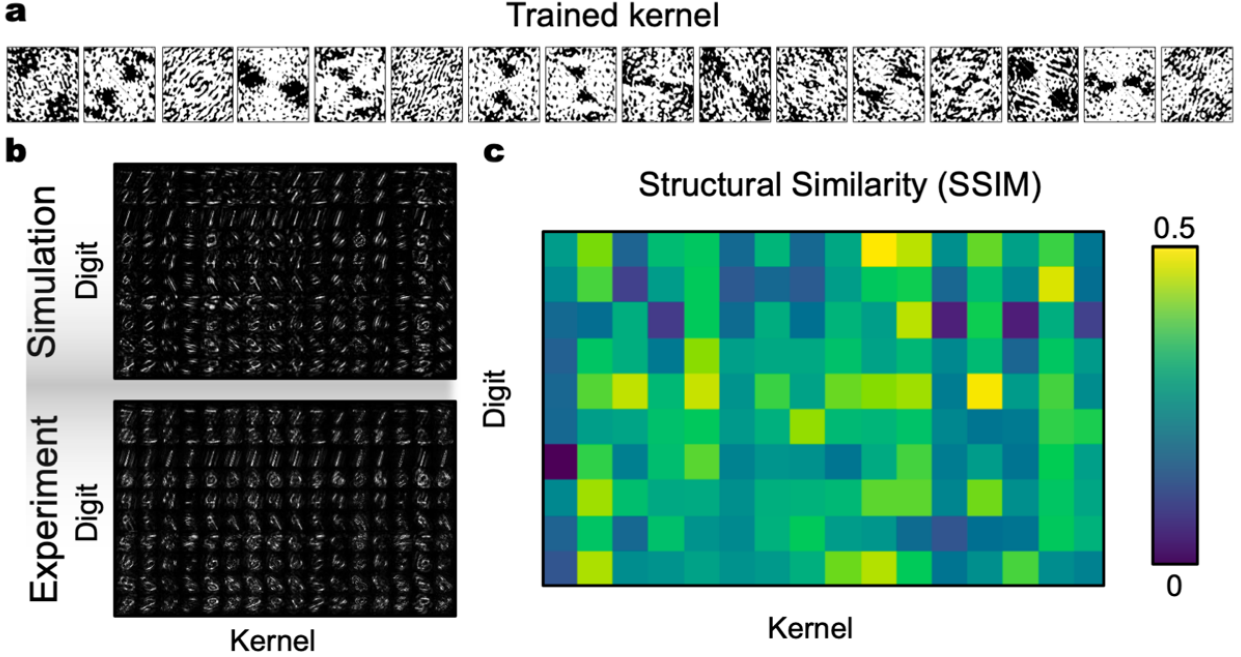 a
Trained kernel
b
c
Simulation
Digit
Experiment
Digit
Kernel
Structural Similarity (SSIM)
Digit
Kernel
0.5
0